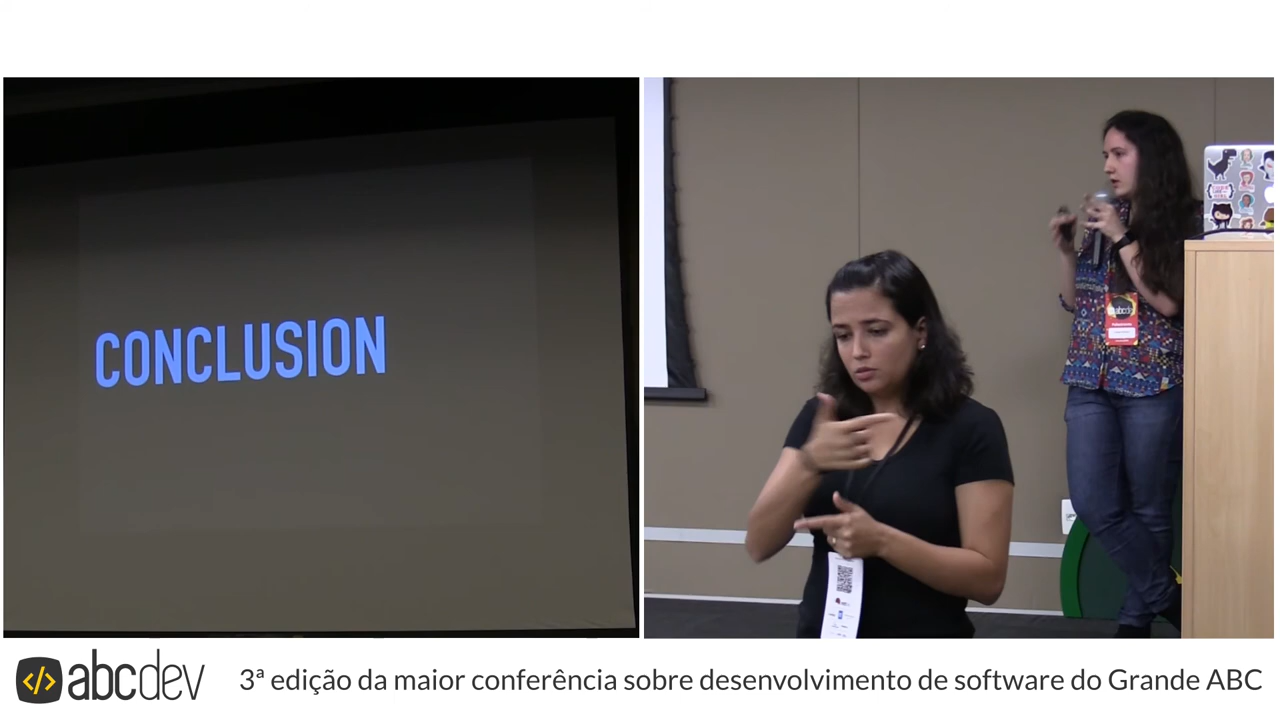 CONCLUSION
</> abcdev
3ª edição da maior conferência sobre desenvolvimento de software do Grande ABC